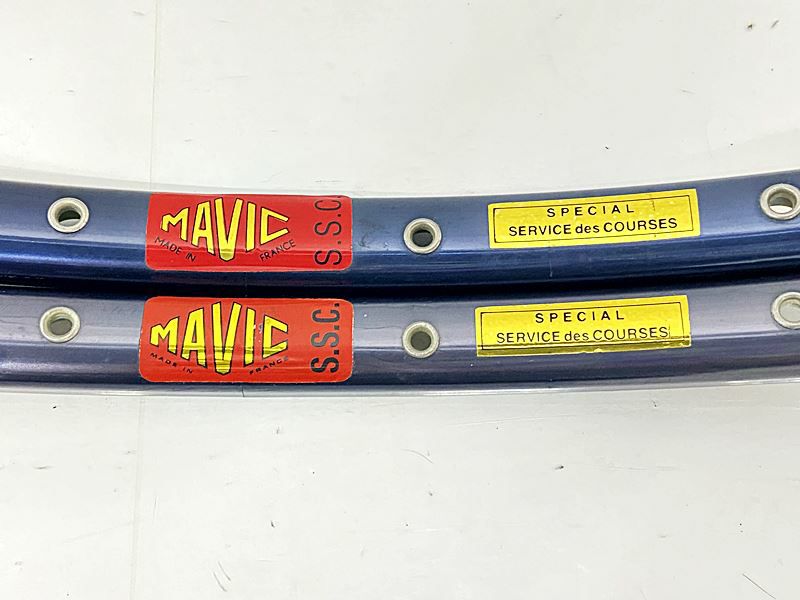 MAVIC
MADE IN FRANCE
S.S.C
SPECIAL
SERVICE des COURSES
MAVIC
MADE IN FRANCE
S.S.C.
SPECIAL
SERVICE des COURSES